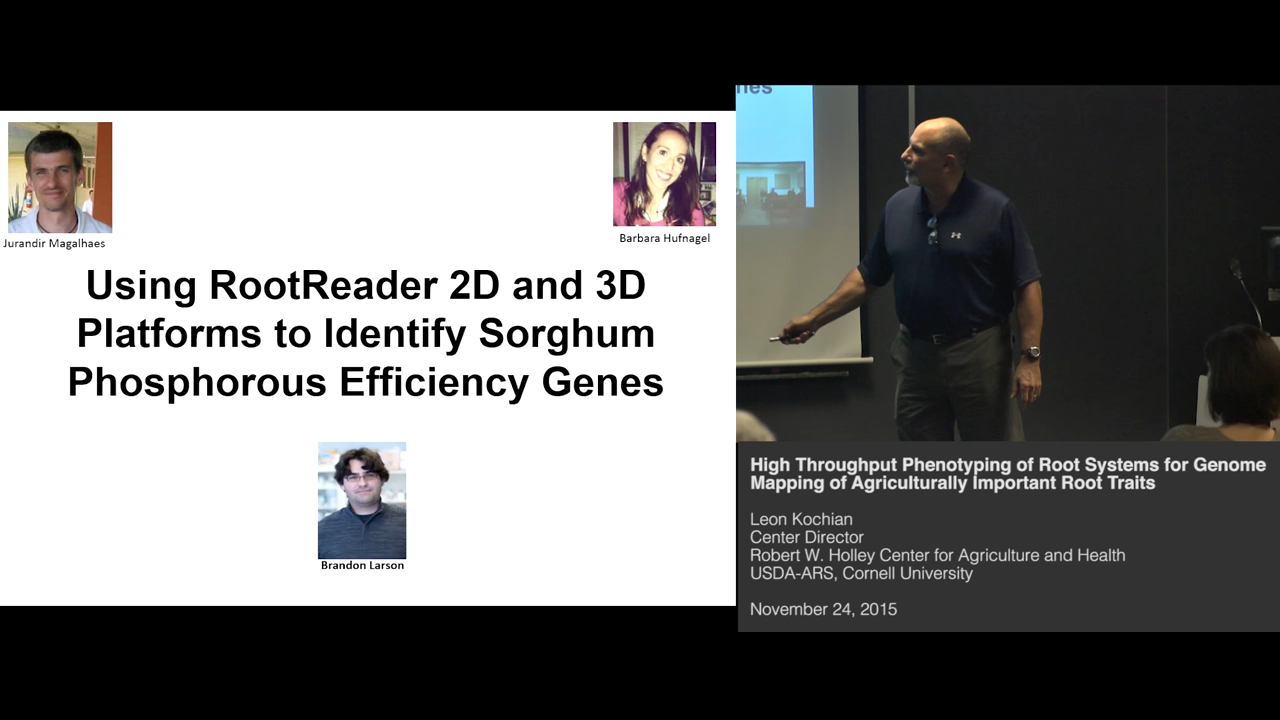 Jurandir Magalhaes
Barbara Hufnagel
Using RootReader 2D and 3D
Platforms to Identify Sorghum
Phosphorous Efficiency Genes
Brandon Larson
High Throughput Phenotyping of Root Systems for Genome
Mapping of Agriculturally Important Root Traits
Leon Kochian
Center Director
Robert W. Holley Center for Agriculture and Health
USDA-ARS, Cornell University
November 24, 2015